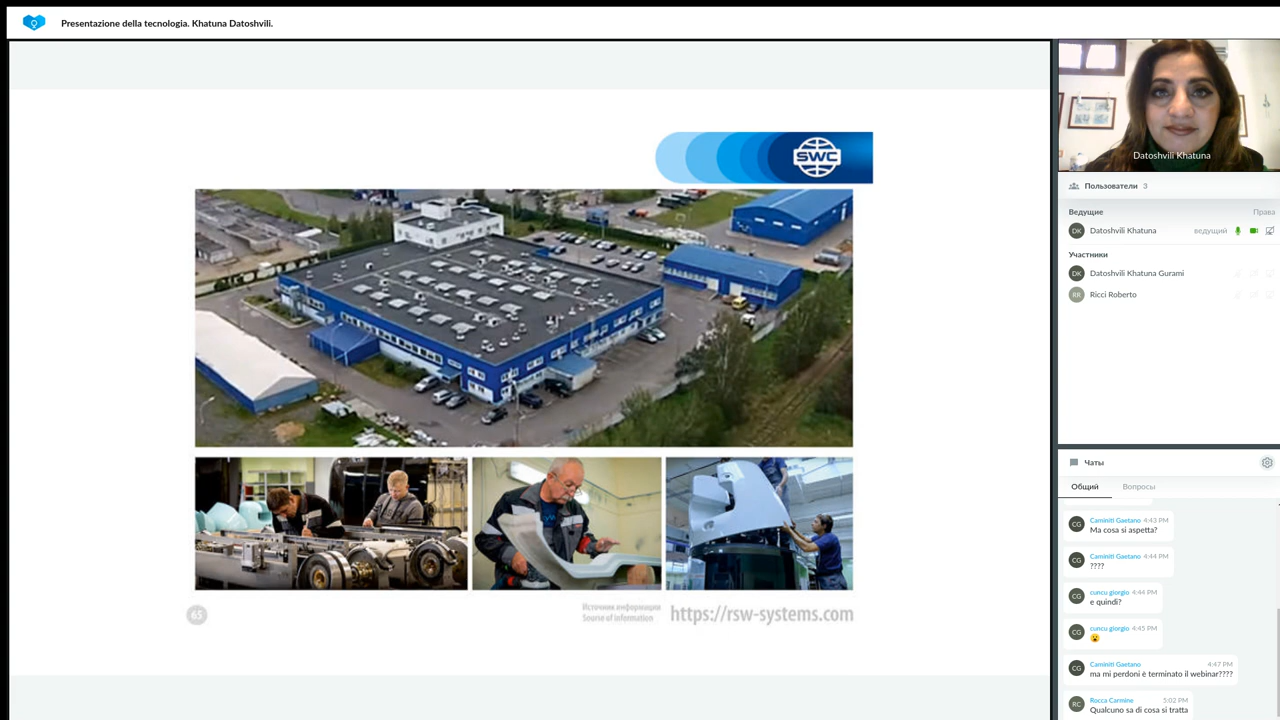 Presentazione della tecnologia. Khatuna Datoshvili.
SWC
65
Источник информации
Sourse of information
https://rsw-systems.com
Datoshvili Khatuna
Пользователи 3
Ведущие Права
DK Datoshvili Khatuna ведущий
Участники
DK Datoshvili Khatuna Gurami
RR Ricci Roberto
Чаты
Общий Вопросы
CG Caminiti Gaetano 4:43 PM
Ma cosa si aspetta?
CG Caminiti Gaetano 4:44 PM
????
CG cuncu giorgio 4:44 PM
e quindi?
CG cuncu giorgio 4:45 PM
😮
CG Caminiti Gaetano 4:47 PM
ma mi perdoni è terminato il webinar????
RC Rocca Carmine 5:02 PM
Qualcuno sa di cosa si tratta